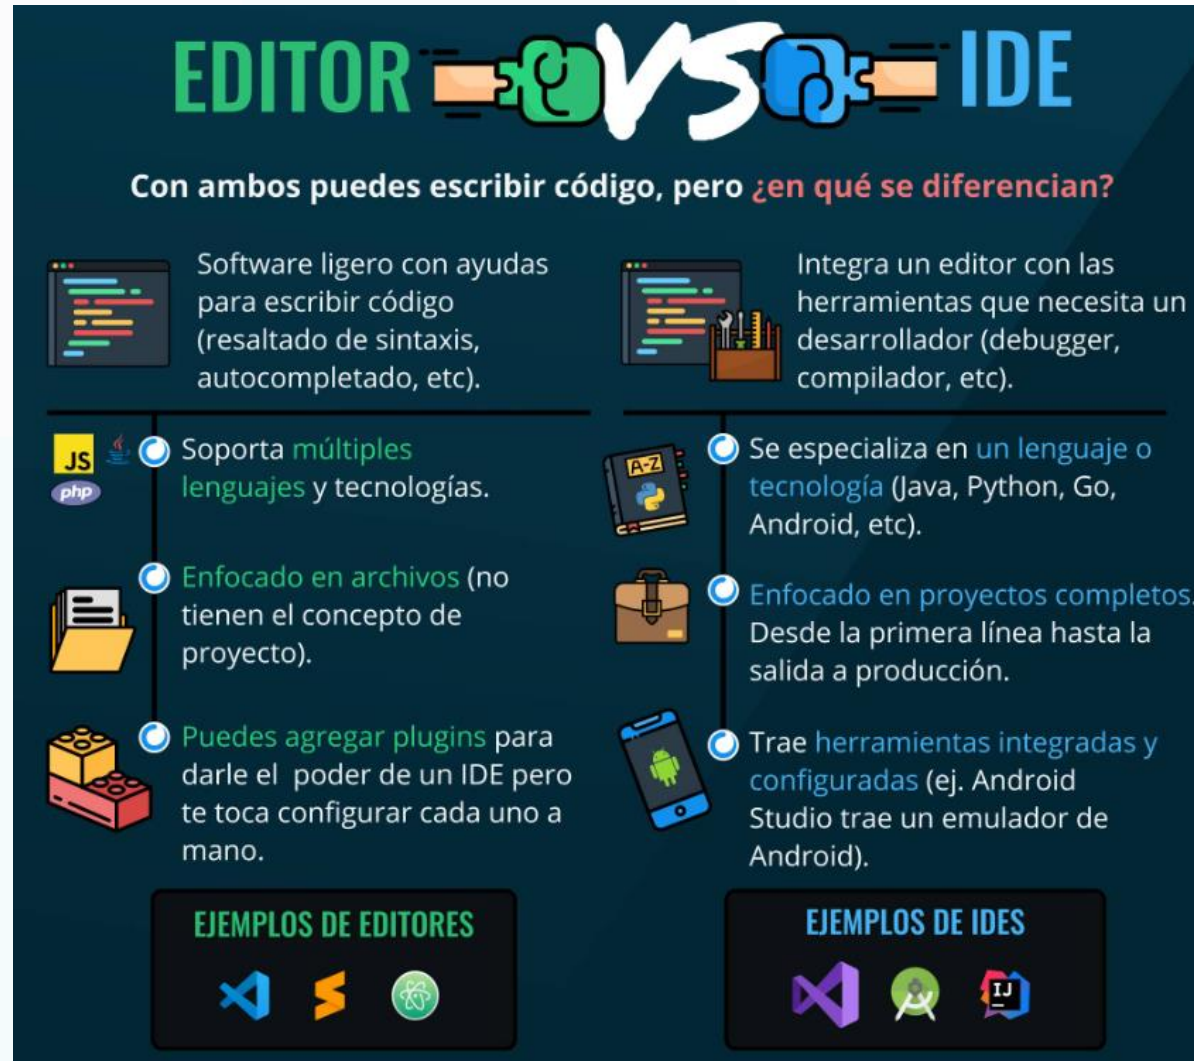 EDITOR VS IDE
Con ambos puedes escribir código, pero ¿en qué se diferencian?
Software ligero con ayudas
para escribir código
(resaltado de sintaxis,
autocompletado, etc).
JS
php
Soporta múltiples
lenguajes y tecnologías.
Enfocado en archivos (no
tienen el concepto de
proyecto).
Puedes agregar plugins para
darle el poder de un IDE pero
te toca configurar cada uno a
mano.
EJEMPLOS DE EDITORES
Integra un editor con las
herramientas que necesita un
desarrollador (debugger,
compilador, etc).
A-Z
Se especializa en un lenguaje o
tecnología (Java, Python, Go,
Android, etc).
Enfocado en proyectos completos.
Desde la primera línea hasta la
salida a producción.
Trae herramientas integradas y
configuradas (ej. Android
Studio trae un emulador de
Android).
EJEMPLOS DE IDES
IJ